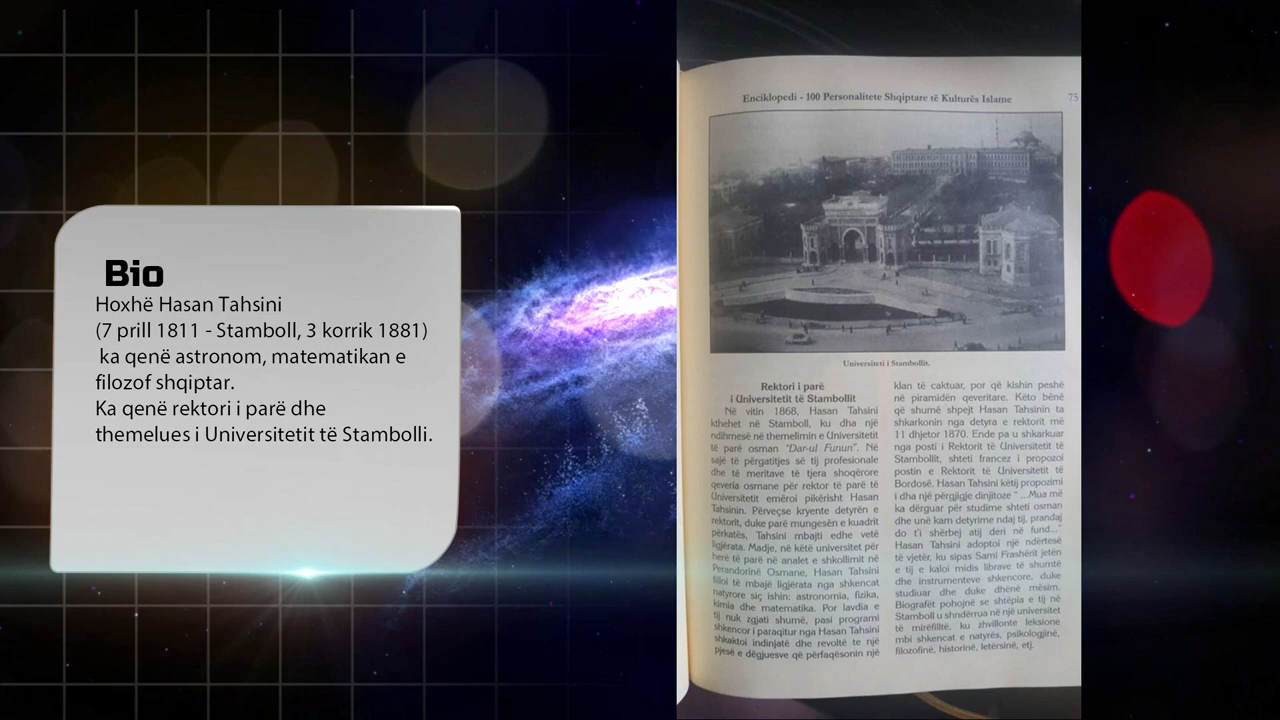 Bio
Hoxhë Hasan Tahsini
(7 prill 1811 - Stamboll, 3 korrik 1881)
ka qenë astronom, matematikan e
filozof shqiptar.
Ka qenë rektori i parë dhe
themelues i Universitetit të Stambolli.
Enciklopedi - 100 Personalitete Shqiptare të Kulturës Islame 75
Universiteti i Stambollit.
Rektori i parë
i Universitetit të Stambollit
Në vitin 1868, Hasan Tahsini
kthehet në Stamboll, ku dha një
ndihmesë në themelimin e Universitetit
të parë osman "Dar-ul Funun". Në
sajë të përgatitjes së tij profesionale
dhe të meritave të tjera shoqërore
qeveria osmane për rektor të parë të
Universitetit emëroi pikërisht Hasan
Tahsinin. Përveçse kryente detyrën e
rektorit, duke parë mungesën e kuadrit
përkatës, Tahsini mbajti edhe vetë
ligjërata. Madje, në këtë universitet për
herë të parë në analet e shkollimit në
Perandorinë Osmane, Hasan Tahsini
filloi të mbajë ligjërata nga shkencat
natyrore siç ishin: astronomia, fizika,
kimia dhe matematika. Por lavdia e
tij nuk zgjati shumë, pasi programi
shkencor i paraqitur nga Hasan Tahsini
shkaktoi indinjatë dhe revoltë te një
pjesë e dëgjuesve që përfaqësonin një
klan të caktuar, por që kishin peshë
në piramidën qeveritare. Këto bënë
që shumë shpejt Hasan Tahsinin ta
shkarkonin nga detyra e rektorit më
11 dhjetor 1870. Ende pa u shkarkuar
nga posti i Rektorit të Universitetit të
Stambollit, shteti francez i propozoi
postin e Rektorit të Universitetit të
Bordosë. Hasan Tahsini këtij propozimi
i dha një përgjigje dinjitoze " ...Mua më
ka dërguar për studime shteti osman
dhe unë kam detyrime ndaj tij, prandaj
do t'i shërbej atij deri në fund..."
Hasan Tahsini adoptoi një ndërtesë
të vjetër, ku sipas Sami Frashërit jetën
e tij e kaloi midis librave të shumtë
dhe instrumenteve shkencore, duke
studiuar dhe duke dhënë mësim.
Biografët pohojnë se shtëpia e tij në
Stamboll u shndërrua në një universitet
të mirëfilltë, ku zhvillonte leksione
mbi shkencat e natyrës, psikologjinë,
filozofinë, historinë, letërsinë, etj.